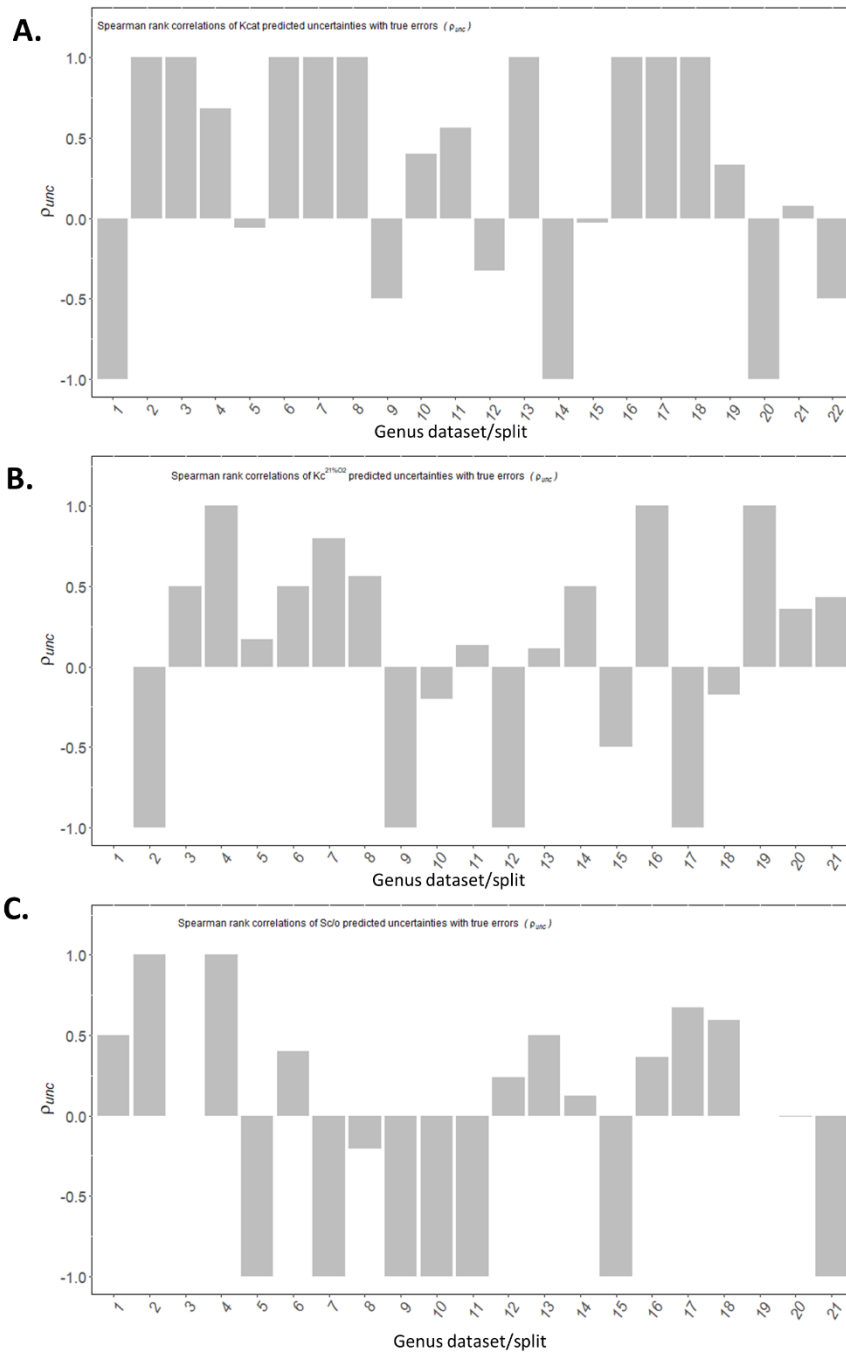 A.
Spearman rank correlations of Kcat predicted uncertainties with true errors (ρunc)
1.0
0.5
0.0
-0.5
-1.0
ρunc
1 2 3 4 5 6 7 8 9 10 11 12 13 14 15 16 17 18 19 20 21 22
Genus dataset/split
B.
Spearman rank correlations of Kc21%O2 predicted uncertainties with true errors (ρunc)
1.0
0.5
0.0
-0.5
-1.0
ρunc
1 2 3 4 5 6 7 8 9 10 11 12 13 14 15 16 17 18 19 20 21
Genus dataset/split
C.
Spearman rank correlations of Sc/o predicted uncertainties with true errors (ρunc)
1.0
0.5
0.0
-0.5
-1.0
ρunc
1 2 3 4 5 6 7 8 9 10 11 12 13 14 15 16 17 18 19 20 21
Genus dataset/split